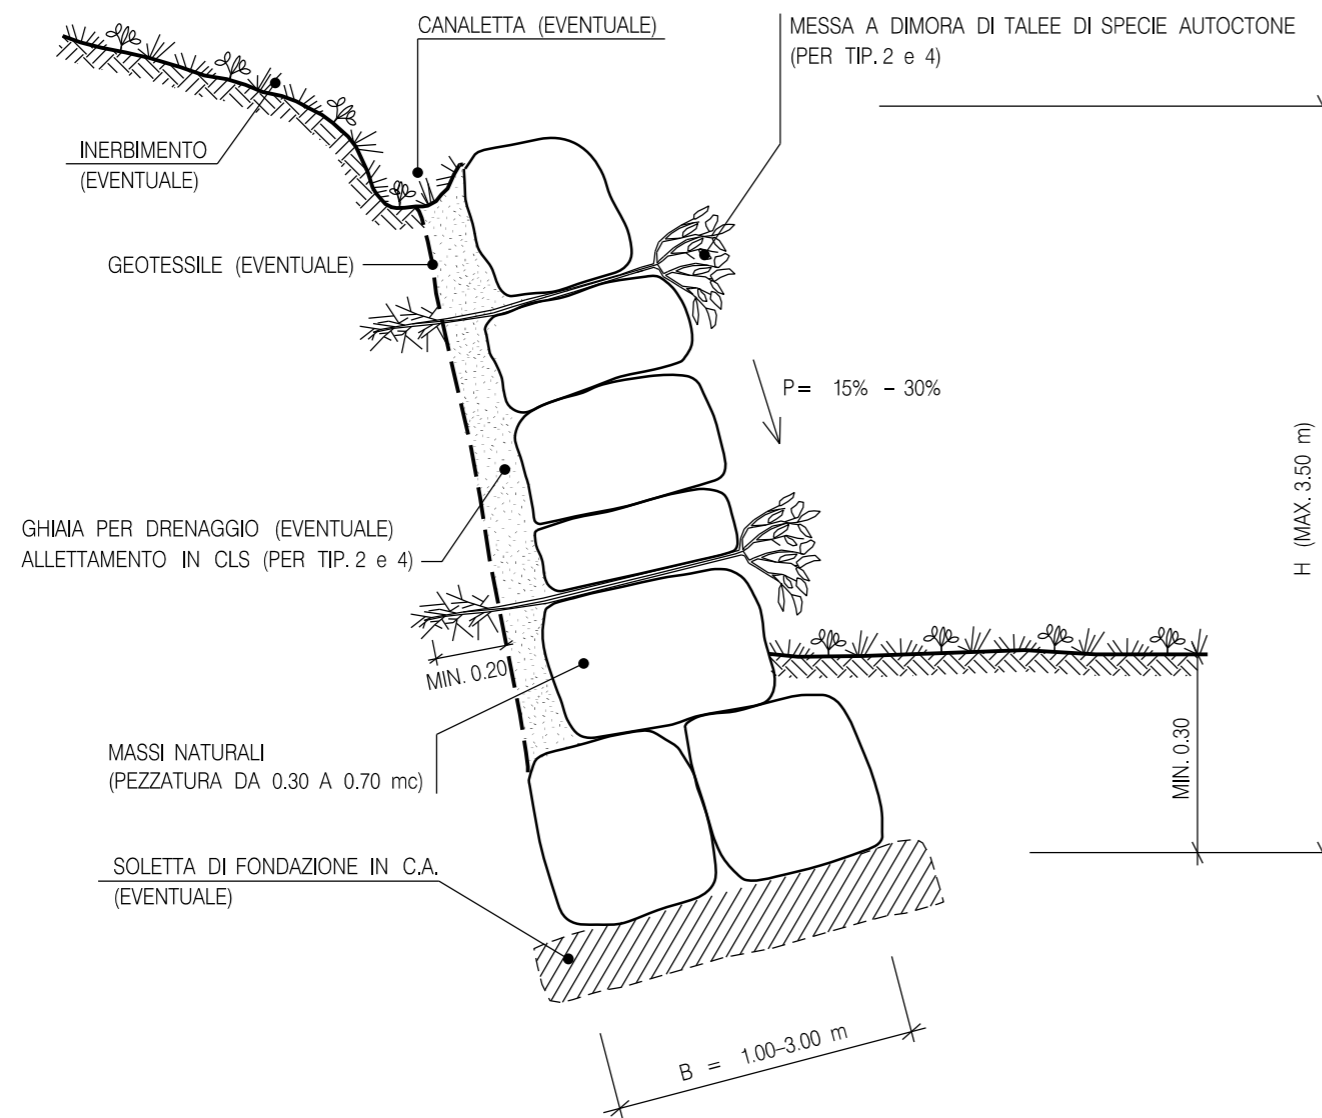 CANALETTA (EVENTUALE)
MESSA A DIMORA DI TALEE DI SPECIE AUTOCTONE
(PER TIP. 2 e 4)
INERBIMENTO
(EVENTUALE)
GEOTESSILE (EVENTUALE)
P= 15% - 30%
H (MAX. 3.50 m)
GHIAIA PER DRENAGGIO (EVENTUALE)
ALLETTAMENTO IN CLS (PER TIP. 2 e 4)
MIN. 0.20
MASSI NATURALI
(PEZZATURA DA 0.30 A 0.70 mc)
MIN. 0.30
SOLETTA DI FONDAZIONE IN C.A.
(EVENTUALE)
B = 1.00-3.00 m